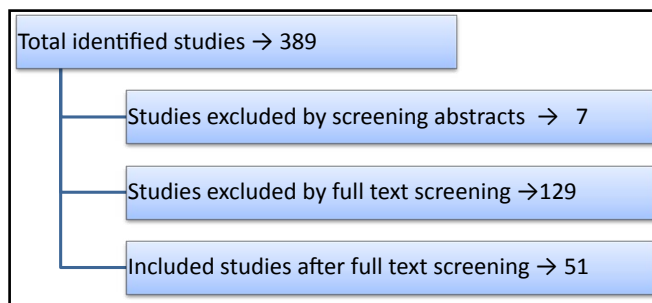 Total identified studies → 389
Studies excluded by screening abstracts → 7
Studies excluded by full text screening →129
Included studies after full text screening → 51